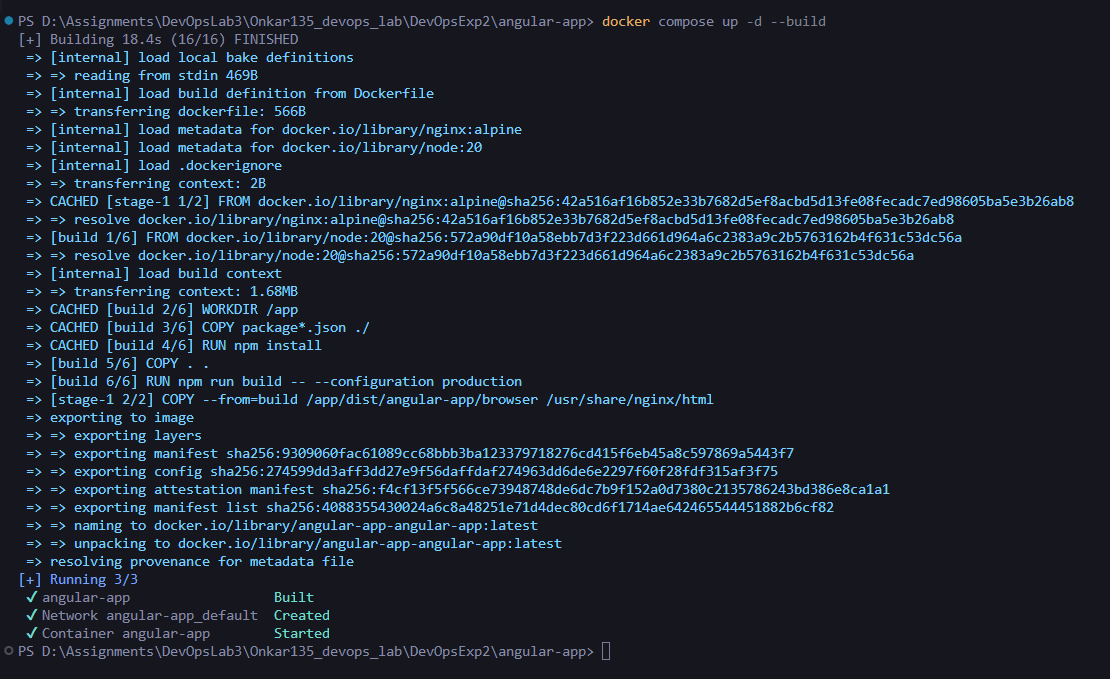 PS D:\Assignments\DevOpsLab3\Onkar135_devops_lab\DevOpsExp2\angular-app> docker compose up -d --build
[+] Building 18.4s (16/16) FINISHED
=> [internal] load local bake definitions
=> => reading from stdin 469B
=> [internal] load build definition from Dockerfile
=> => transferring dockerfile: 566B
=> [internal] load metadata for docker.io/library/nginx:alpine
=> [internal] load metadata for docker.io/library/node:20
=> [internal] load .dockerignore
=> => transferring context: 2B
=> CACHED [stage-1 1/2] FROM docker.io/library/nginx:alpine@sha256:42a516af16b852e33b7682d5ef8acbd5d13fe08fecadc7ed98605ba5e3b26ab8
=> => resolve docker.io/library/nginx:alpine@sha256:42a516af16b852e33b7682d5ef8acbd5d13fe08fecadc7ed98605ba5e3b26ab8
=> [build 1/6] FROM docker.io/library/node:20@sha256:572a90df10a58ebb7d3f223d661d964a6c2383a9c2b5763162b4f631c53dc56a
=> => resolve docker.io/library/node:20@sha256:572a90df10a58ebb7d3f223d661d964a6c2383a9c2b5763162b4f631c53dc56a
=> [internal] load build context
=> => transferring context: 1.68MB
=> CACHED [build 2/6] WORKDIR /app
=> CACHED [build 3/6] COPY package*.json ./
=> CACHED [build 4/6] RUN npm install
=> [build 5/6] COPY . .
=> [build 6/6] RUN npm run build -- --configuration production
=> [stage-1 2/2] COPY --from=build /app/dist/angular-app/browser /usr/share/nginx/html
=> exporting to image
=> => exporting layers
=> => exporting manifest sha256:9309060fac61089cc68bbb3ba123379718276cd415f6eb45a8c597869a5443f7
=> => exporting config sha256:274599dd3aff3dd27e9f56daffdaf274963dd6de6e2297f60f28fdf315af3f75
=> => exporting attestation manifest sha256:f4cf13f5f566ce73948748de6dc7b9f152a0d7380c2135786243bd386e8ca1a1
=> => exporting manifest list sha256:4088355430024a6c8a48251e71d4dec80cd6f1714ae642465544451882b6cf82
=> => naming to docker.io/library/angular-app-angular-app:latest
=> => unpacking to docker.io/library/angular-app-angular-app:latest
=> resolving provenance for metadata file
[+] Running 3/3
✔ angular-app Built
✔ Network angular-app_default Created
✔ Container angular-app Started
PS D:\Assignments\DevOpsLab3\Onkar135_devops_lab\DevOpsExp2\angular-app>